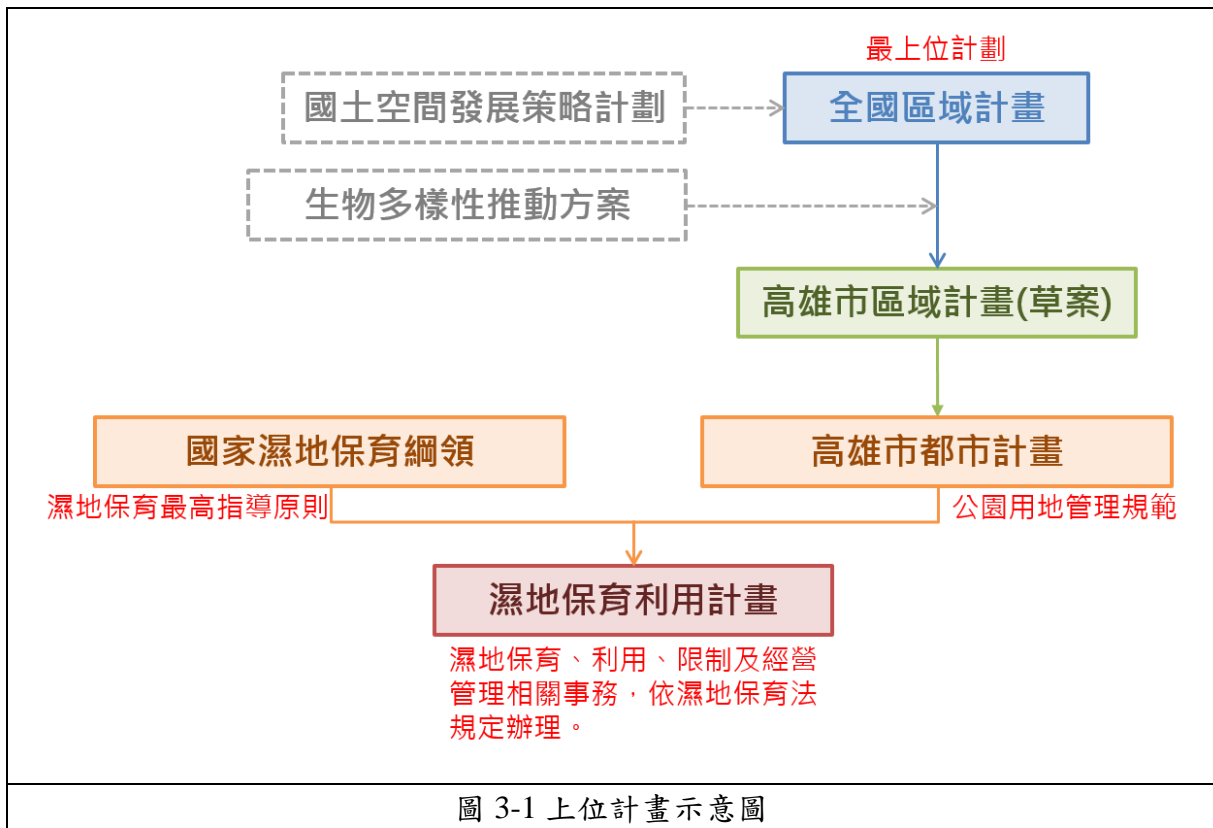 最上位計劃
國土空間發展策略計劃
全國區域計畫
生物多樣性推動方案
高雄市區域計畫(草案)
國家濕地保育綱領
高雄市都市計畫
濕地保育最高指導原則
公園用地管理規範
濕地保育利用計畫
濕地保育、利用、限制及經營
管理相關事務，依濕地保育法
規定辦理。
圖 3-1 上位計畫示意圖